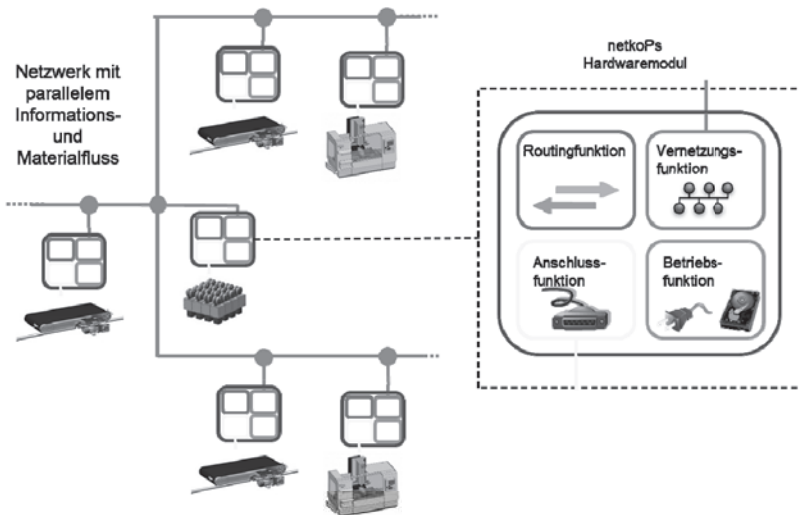 Netzwerk mit
parallelem
Informations-
und
Materialfluss
netkoPs
Hardwaremodul
Routingfunktion
Vernetzungs-
funktion
Anschluss-
funktion
Betriebs-
funktion